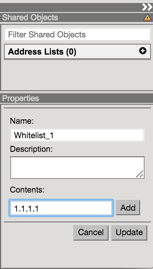 Shared Objects
Filter Shared Objects
Address Lists (0)
Properties
Name:
Whitelist_1
Description:
Contents:
1.1.1.1 Add
Cancel Update